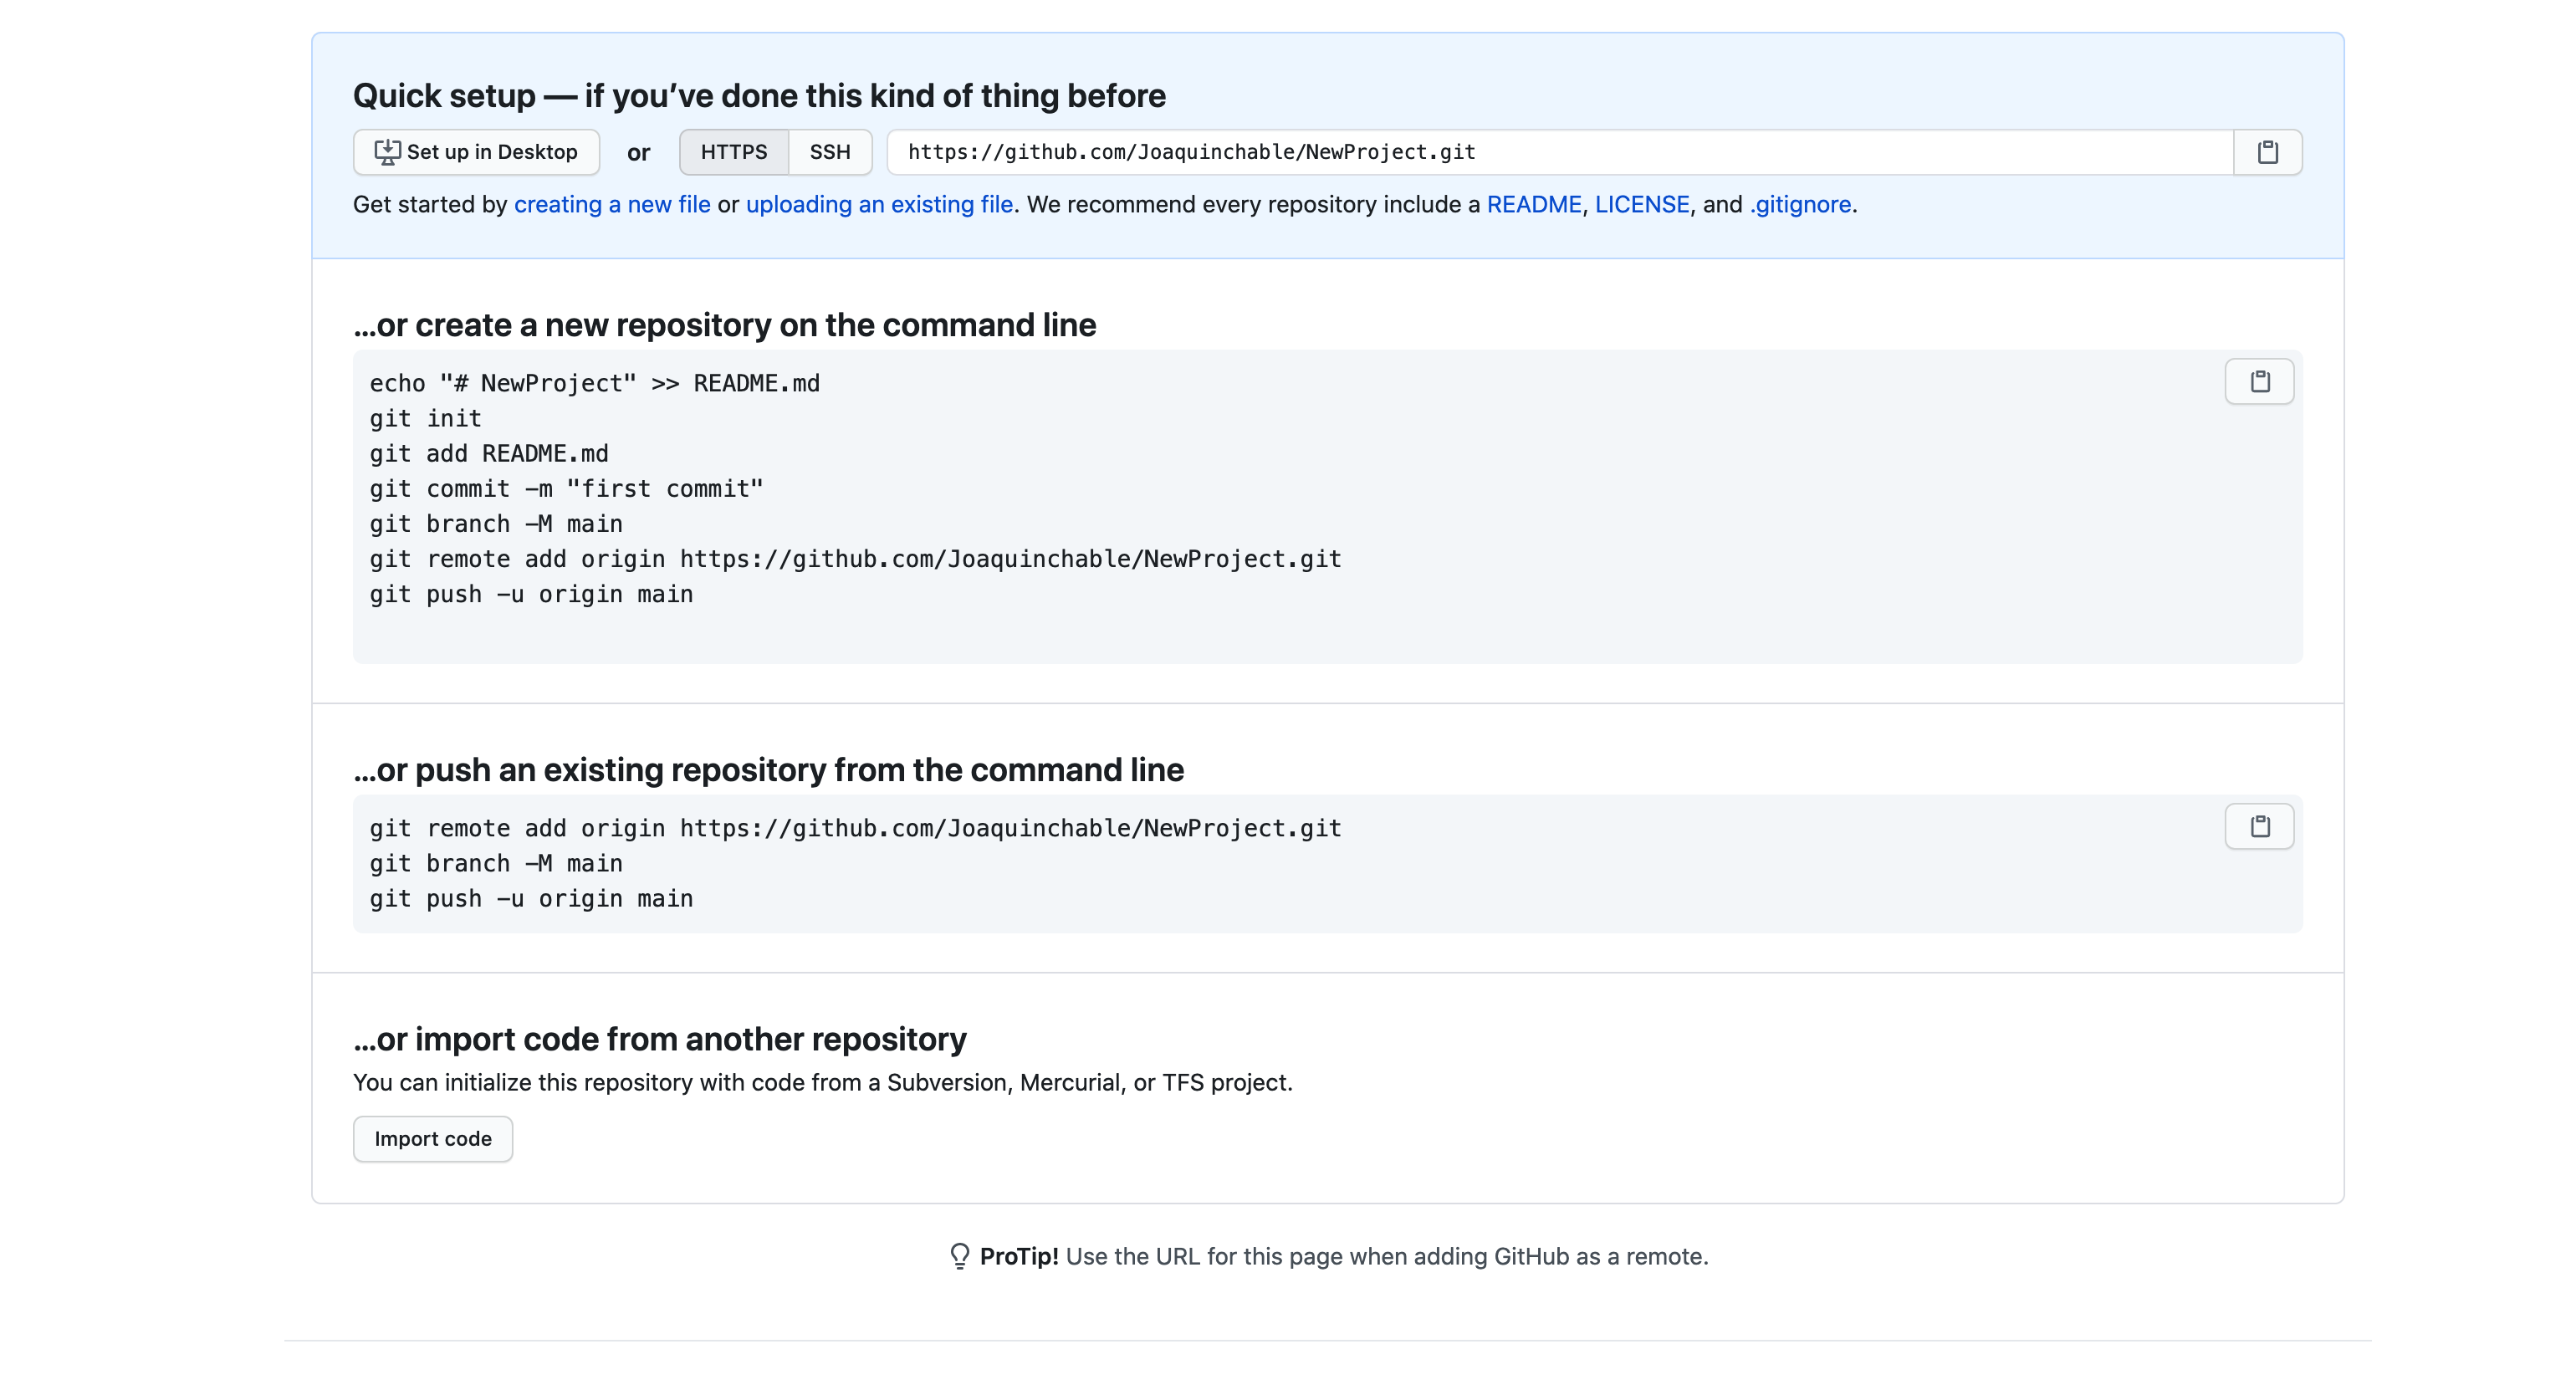 Quick setup — if you’ve done this kind of thing before
Set up in Desktop or HTTPS SSH https://github.com/Joaquinchable/NewProject.git
Get started by creating a new file or uploading an existing file. We recommend every repository include a README, LICENSE, and .gitignore.
…or create a new repository on the command line
echo "# NewProject" >> README.md
git init
git add README.md
git commit -m "first commit"
git branch -M main
git remote add origin https://github.com/Joaquinchable/NewProject.git
git push -u origin main
…or push an existing repository from the command line
git remote add origin https://github.com/Joaquinchable/NewProject.git
git branch -M main
git push -u origin main
…or import code from another repository
You can initialize this repository with code from a Subversion, Mercurial, or TFS project.
Import code
ProTip! Use the URL for this page when adding GitHub as a remote.